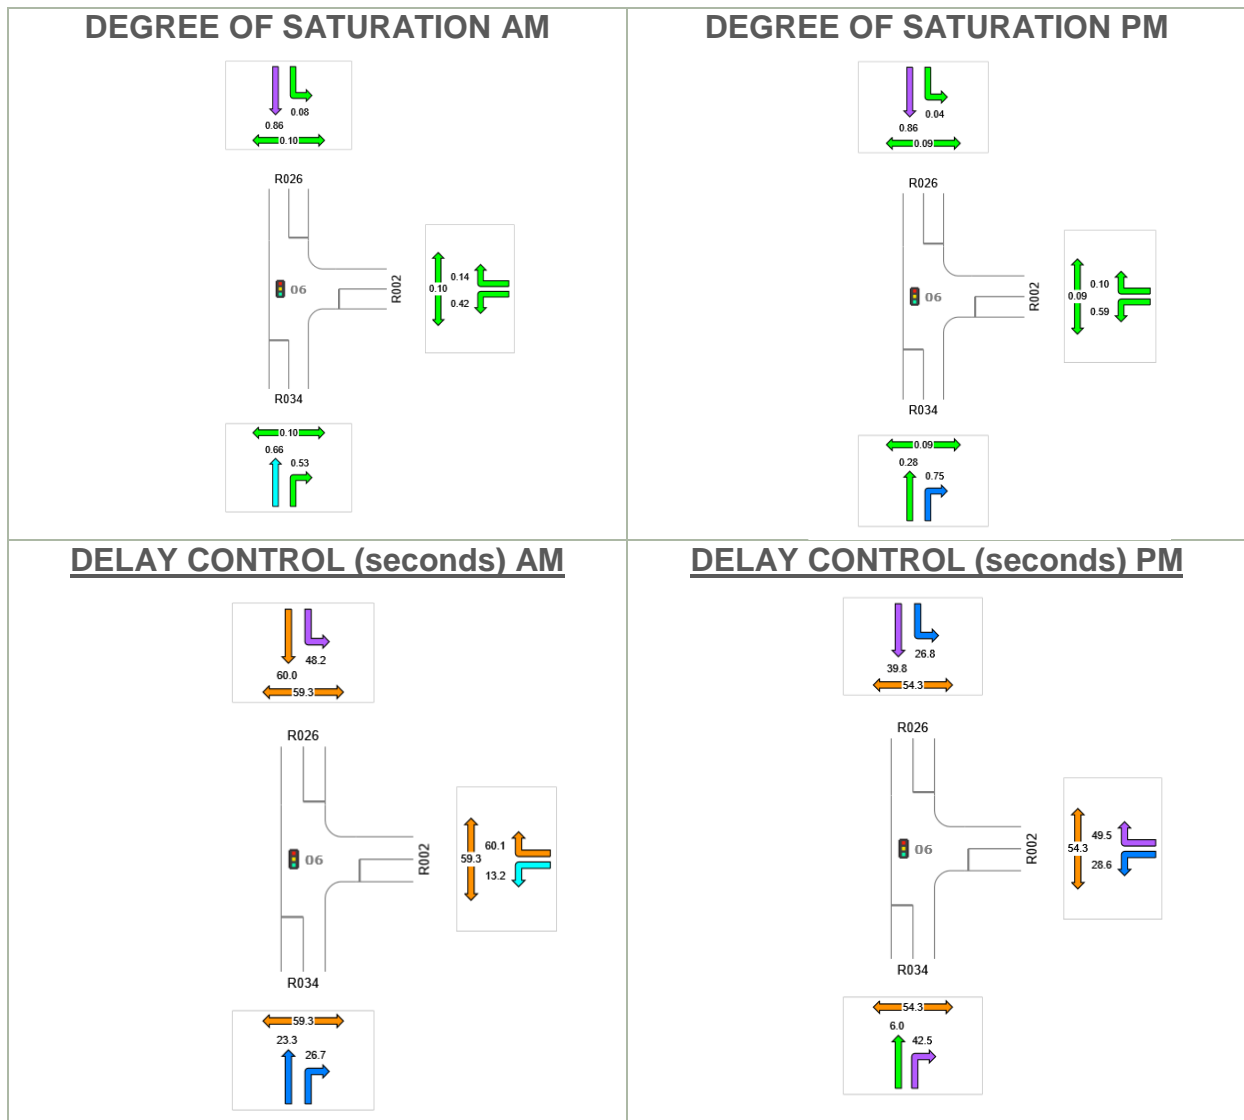 DEGREE OF SATURATION AM
0.08
0.86
0.10
R026
0.14
0.10
0.42
R002
06
R034
0.10
0.66
0.53
DEGREE OF SATURATION PM
0.04
0.86
0.09
R026
0.10
0.09
0.59
R002
06
R034
0.09
0.28
0.75
DELAY CONTROL (seconds) AM
48.2
60.0
59.3
R026
60.1
59.3
13.2
R002
06
R034
59.3
23.3
26.7
DELAY CONTROL (seconds) PM
26.8
39.8
54.3
R026
49.5
54.3
28.6
R002
06
R034
54.3
6.0
42.5